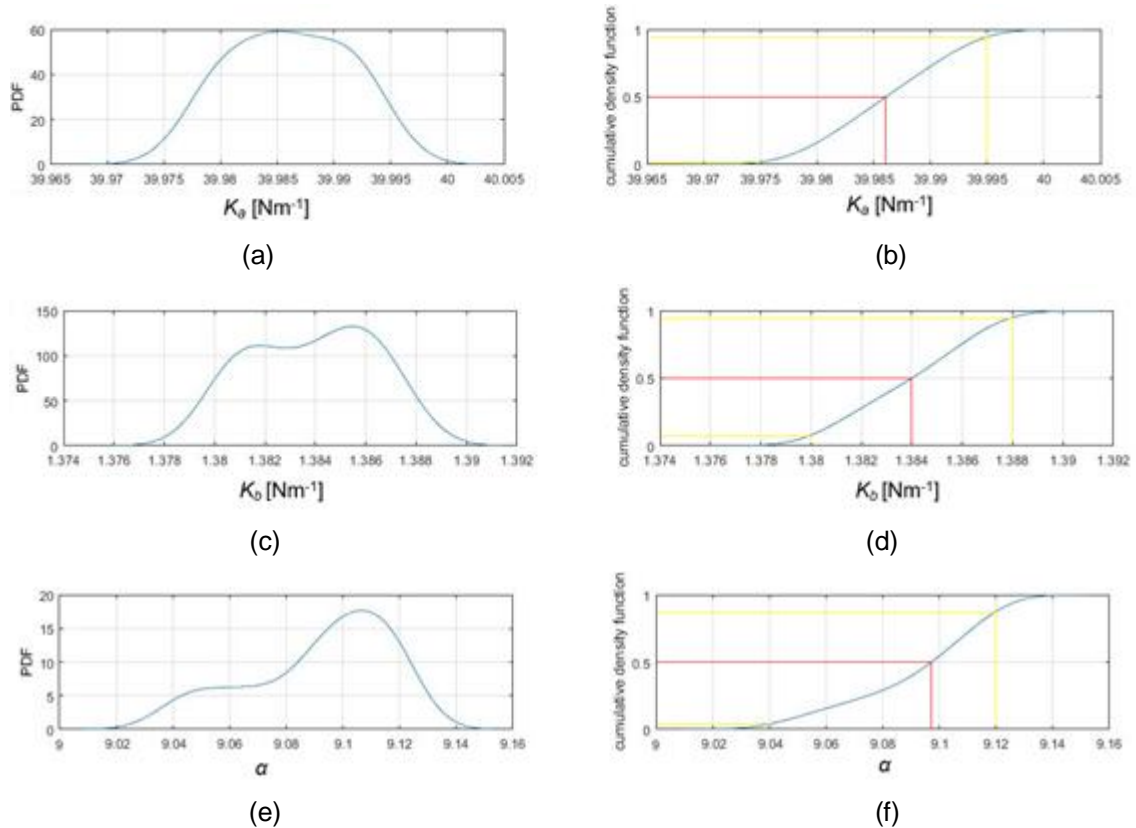 PDF
60
40
20
0
39.965 39.97 39.975 39.98 39.985 39.99 39.995 40 40.005
Kₐ [Nm⁻¹]
(a)
cumulative density function
1
0.5
0
39.965 39.97 39.975 39.98 39.985 39.99 39.995 40 40.005
Kₐ [Nm⁻¹]
(b)
PDF
150
100
50
0
1.374 1.376 1.378 1.38 1.382 1.384 1.386 1.388 1.39 1.392
K_b [Nm⁻¹]
(c)
cumulative density function
1
0.5
0
1.374 1.376 1.378 1.38 1.382 1.384 1.386 1.388 1.39 1.392
K_b [Nm⁻¹]
(d)
PDF
20
15
10
5
0
9 9.02 9.04 9.06 9.08 9.1 9.12 9.14 9.16
α
(e)
cumulative density function
1
0.5
0
9 9.02 9.04 9.06 9.08 9.1 9.12 9.14 9.16
α
(f)